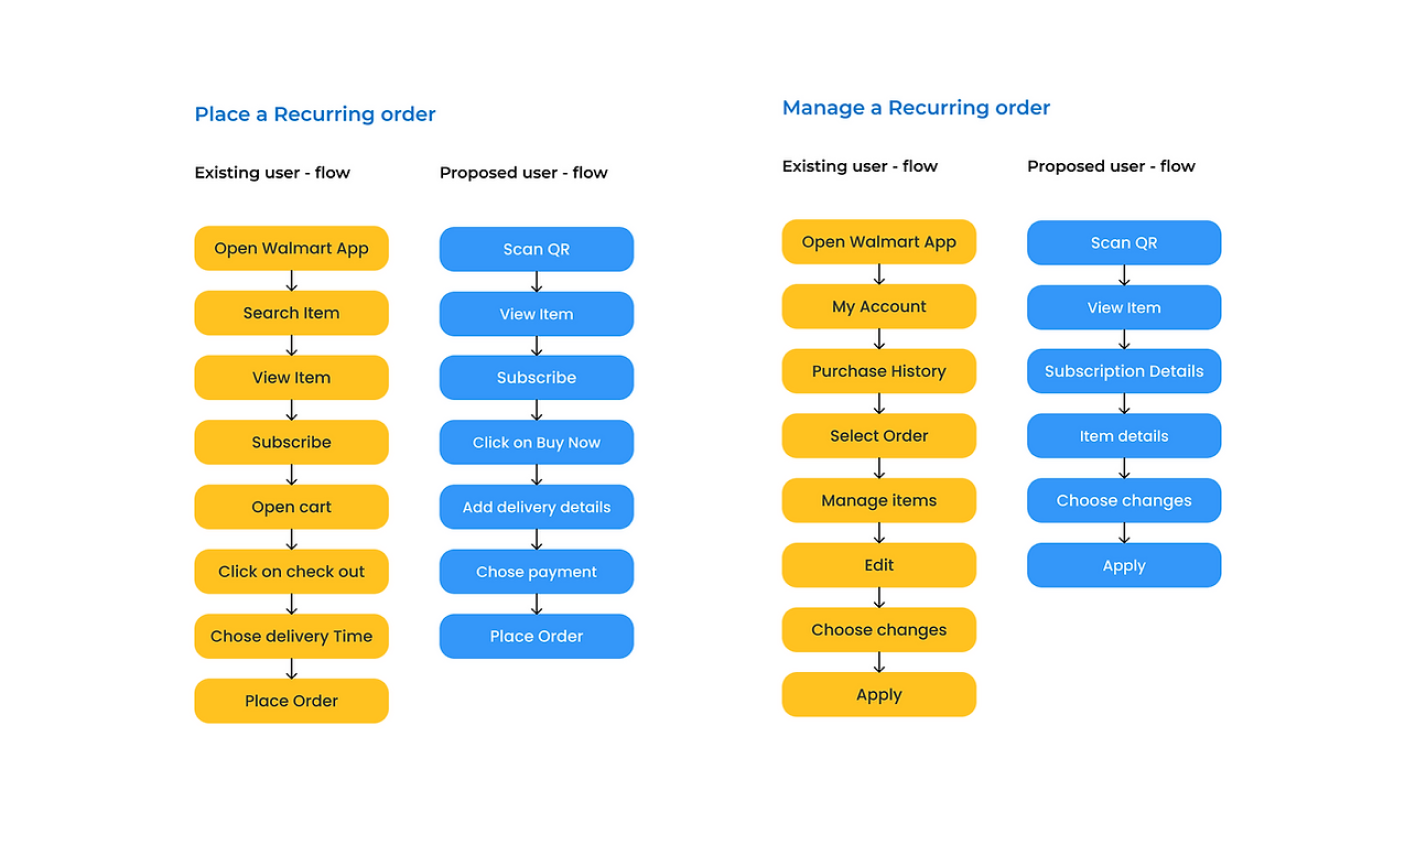 Place a Recurring order
Existing user - flow
Open Walmart App
Search Item
View Item
Subscribe
Open cart
Click on check out
Chose delivery Time
Place Order
Proposed user - flow
Scan QR
View Item
Subscribe
Click on Buy Now
Add delivery details
Chose payment
Place Order
Manage a Recurring order
Existing user - flow
Open Walmart App
My Account
Purchase History
Select Order
Manage items
Edit
Choose changes
Apply
Proposed user - flow
Scan QR
View Item
Subscription Details
Item details
Choose changes
Apply